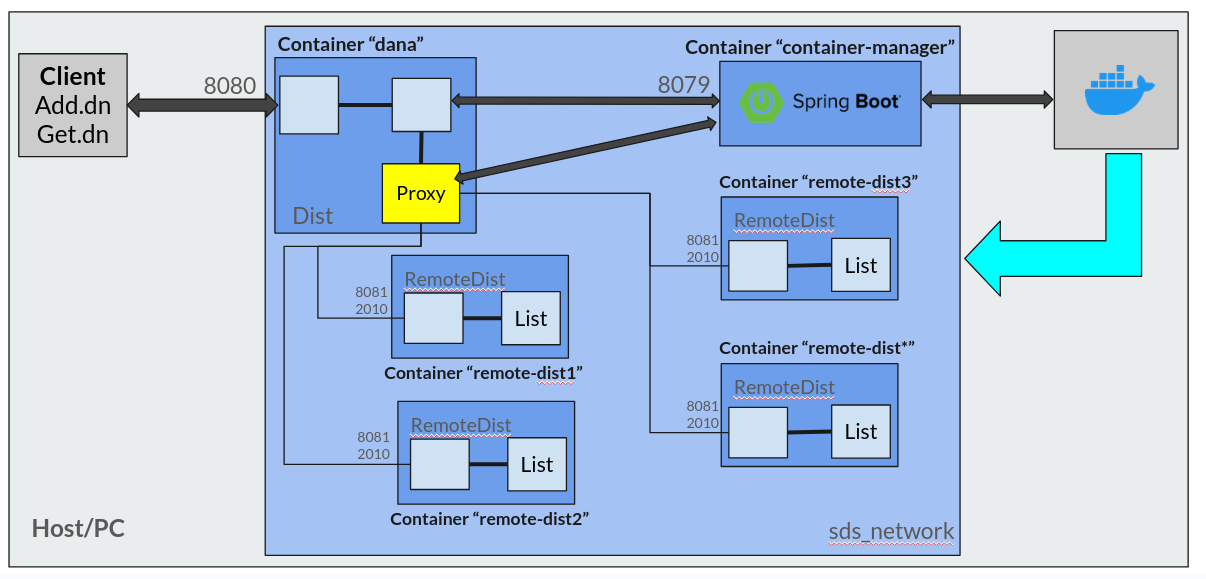 Container “dana”
Container “container-manager”
Client
Add.dn
Get.dn
8080
8079
Spring Boot
Proxy
Dist
Container “remote-dist3”
RemoteDist
8081
2010
List
RemoteDist
8081
2010
List
Container “remote-dist1”
Container “remote-dist*”
RemoteDist
8081
2010
List
RemoteDist
8081
2010
List
Container “remote-dist2”
Host/PC
sds_network